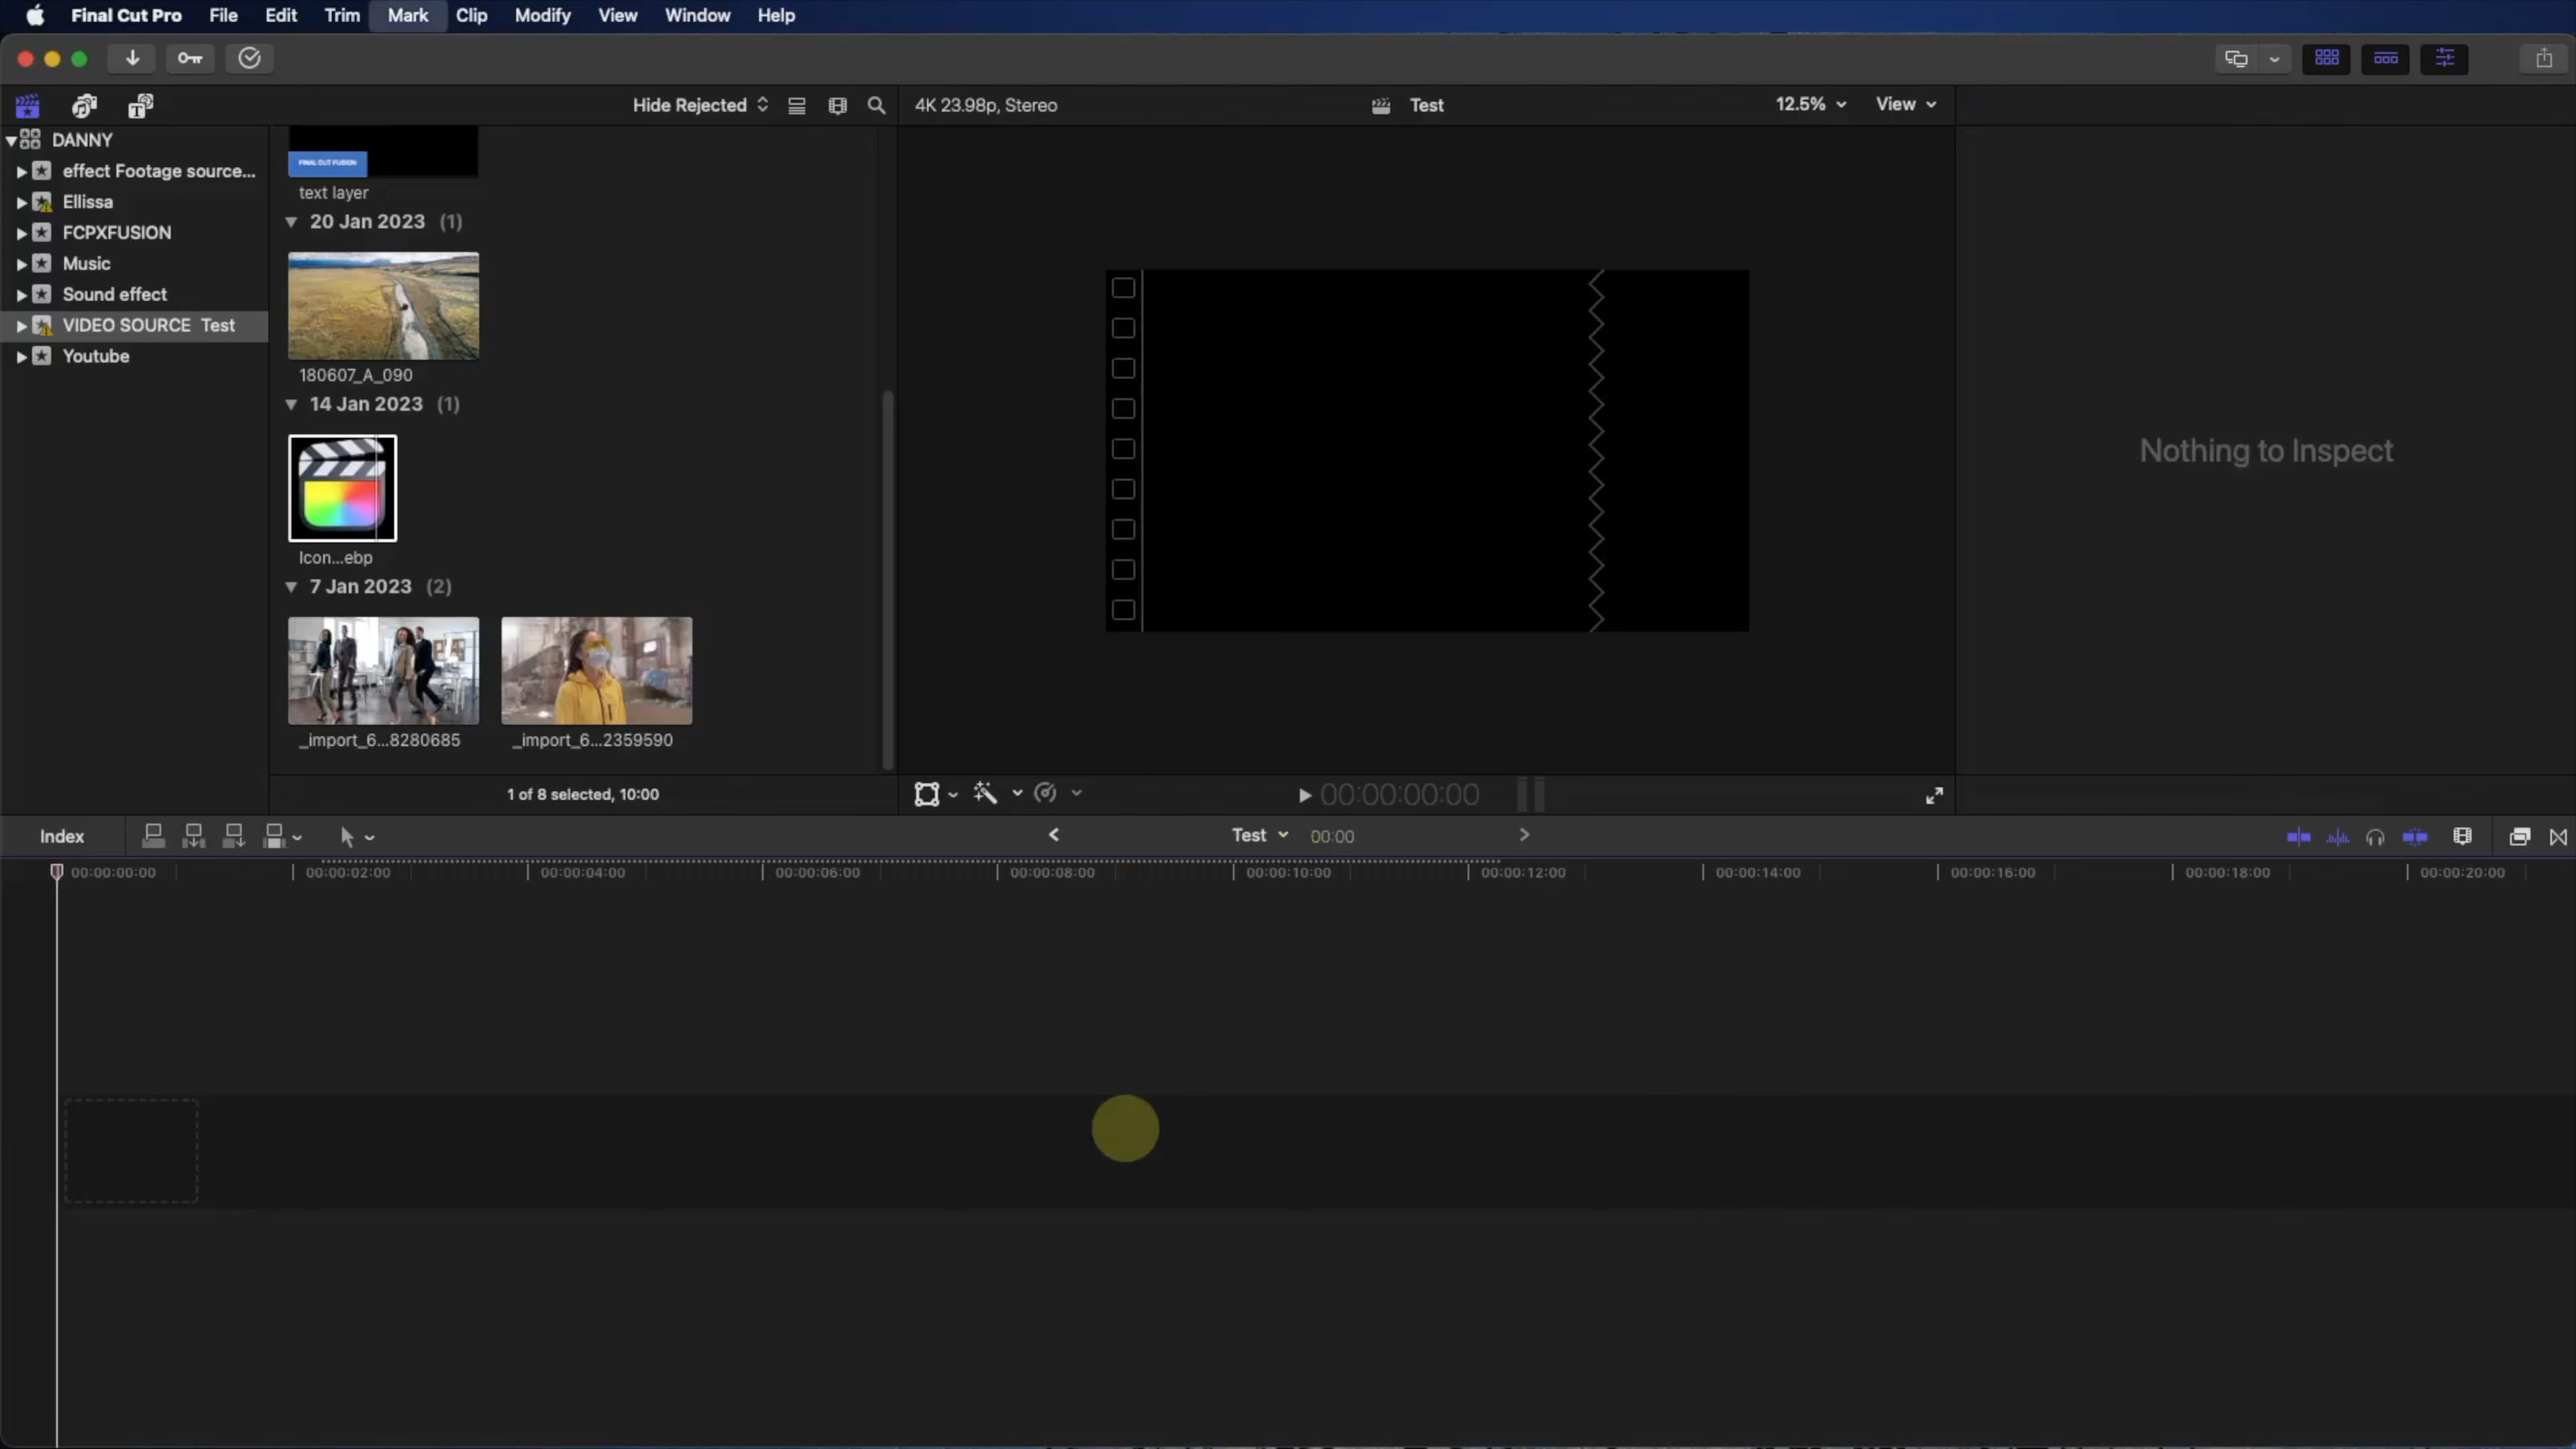 Final Cut Pro File Edit Trim Mark Clip Modify View Window Help
Hide Rejected
4K 23.98p, Stereo
Test
12.5%
View
DANNY
effect Footage source...
Ellissa
FCPXFUSION
Music
Sound effect
VIDEO SOURCE Test
Youtube
FINAL CUT FUSION
text layer
20 Jan 2023 (1)
180607_A_090
14 Jan 2023 (1)
Icon...ebp
7 Jan 2023 (2)
_import_6...8280685
_import_6...2359590
1 of 8 selected, 10:00
00:00:00:00
Nothing to Inspect
Index
Test
00:00
00:00:00:00
00:00:02:00
00:00:04:00
00:00:06:00
00:00:08:00
00:00:10:00
00:00:12:00
00:00:14:00
00:00:16:00
00:00:18:00
00:00:20:00